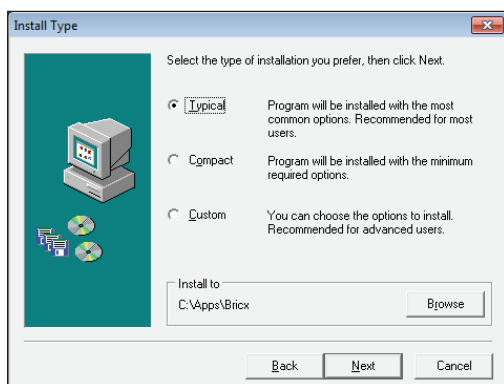 Install Type
Select the type of installation you prefer, then click Next.
Typical
Program will be installed with the most
common options. Recommended for most
users.
Compact
Program will be installed with the minimum
required options.
Custom
You can choose the options to install.
Recommended for advanced users.
Install to
C:\Apps\Bricx
Browse
Back
Next
Cancel